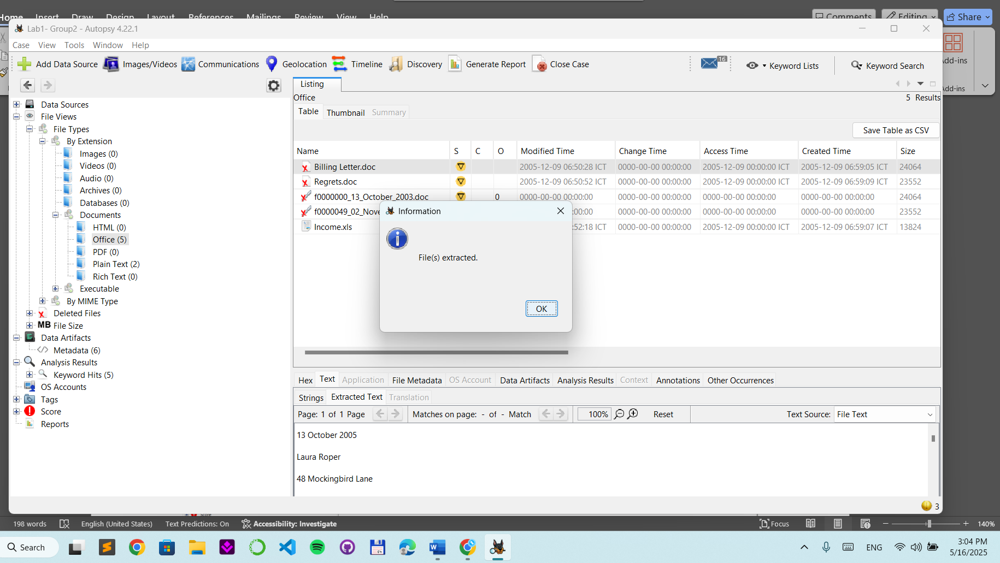 Home Insert Draw Design Layout References Mailings Review View Help Comments Editing Share
Lab1- Group2 - Autopsy 4.22.1
Case View Tools Window Help
Add Data Source Images/Videos Communications Geolocation Timeline Discovery Generate Report Close Case 16 Keyword Lists Keyword Search
Add-ins
Add-ins
Listing
Office 5 Results
Table Thumbnail Summary
Save Table as CSV
Name S C O Modified Time Change Time Access Time Created Time Size
Billing Letter.doc 2005-12-09 06:50:28 ICT 0000-00-00 00:00:00 2005-12-09 00:00:00 ICT 2005-12-09 06:59:05 ICT 24064
Regrets.doc 2005-12-09 06:50:52 ICT 0000-00-00 00:00:00 2005-12-09 00:00:00 ICT 2005-12-09 06:59:09 ICT 23552
f0000000_13_October_2003.doc 0 0000-00-00 00:00:00 0000-00-00 00:00:00 0000-00-00 00:00:00 0000-00-00 00:00:00 24064
f0000049_02_Nove :00:00 0000-00-00 00:00:00 0000-00-00 00:00:00 0000-00-00 00:00:00 23552
Income.xls :52:18 ICT 0000-00-00 00:00:00 2005-12-09 00:00:00 ICT 2005-12-09 06:59:07 ICT 13824
Data Sources
File Views
File Types
By Extension
Images (0)
Videos (0)
Audio (0)
Archives (0)
Databases (0)
Documents
HTML (0)
Office (5)
PDF (0)
Plain Text (2)
Rich Text (0)
Executable
By MIME Type
Deleted Files
MB File Size
Data Artifacts
Metadata (6)
Analysis Results
Keyword Hits (5)
OS Accounts
Tags
Score
Reports
Information
File(s) extracted.
OK
Hex Text Application File Metadata OS Account Data Artifacts Analysis Results Context Annotations Other Occurrences
Strings Extracted Text Translation
Page: 1 of 1 Page Matches on page: - of - Match 100% Reset Text Source: File Text
13 October 2005
Laura Roper
48 Mockingbird Lane
3
Score
198 words English (United States) Text Predictions: On Accessibility: Investigate Focus 140%
Search ENG 3:04 PM
5/16/2025